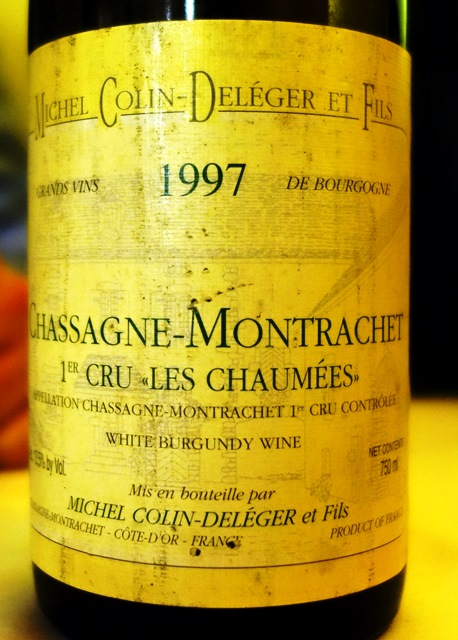 MICHEL COLIN-DELÉGER ET FILS
GRANDS VINS 1997 DE BOURGOGNE
CHASSAGNE-MONTRACHET
1ER CRU «LES CHAUMÉES»
APPELLATION CHASSAGNE-MONTRACHET 1er CRU CONTRÔLÉE
WHITE BURGUNDY WINE
by Vol. NET CONTENTS
750 ml
Mis en bouteille par
MICHEL COLIN-DELÉGER et Fils
CHASSAGNE-MONTRACHET - CÔTE-D'OR - FRANCE PRODUCT OF FRANCE